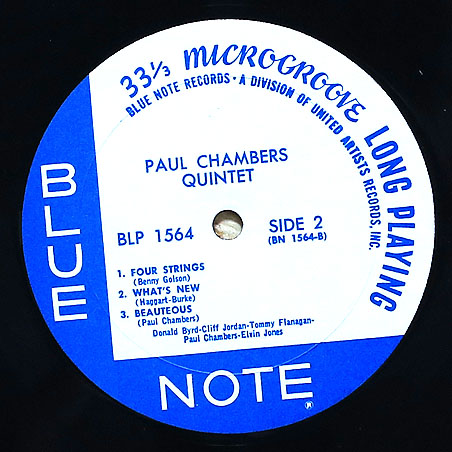 33⅓ MICROGROOVE LONG PLAYING
BLUE NOTE RECORDS • A DIVISION OF UNITED ARTISTS RECORDS, INC.
BLUE
PAUL CHAMBERS
QUINTET
BLP 1564
SIDE 2
(BN 1564-B)
1. FOUR STRINGS
(Benny Golson)
2. WHAT'S NEW
(Haggart-Burke)
3. BEAUTEOUS
(Paul Chambers)
Donald Byrd-Cliff Jordan-Tommy Flanagan-
Paul Chambers-Elvin Jones
NOTE ®